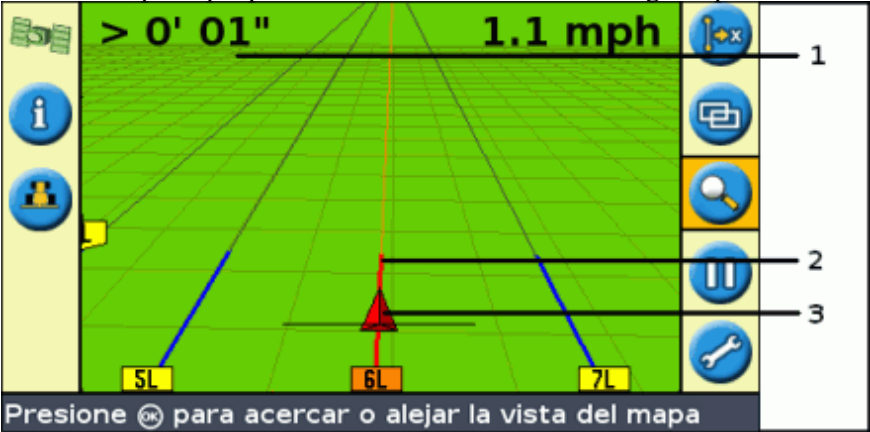 > 0' 01" 1.1 mph
1
2
3
5L 6L 7L
Presione OK para acercar o alejar la vista del mapa